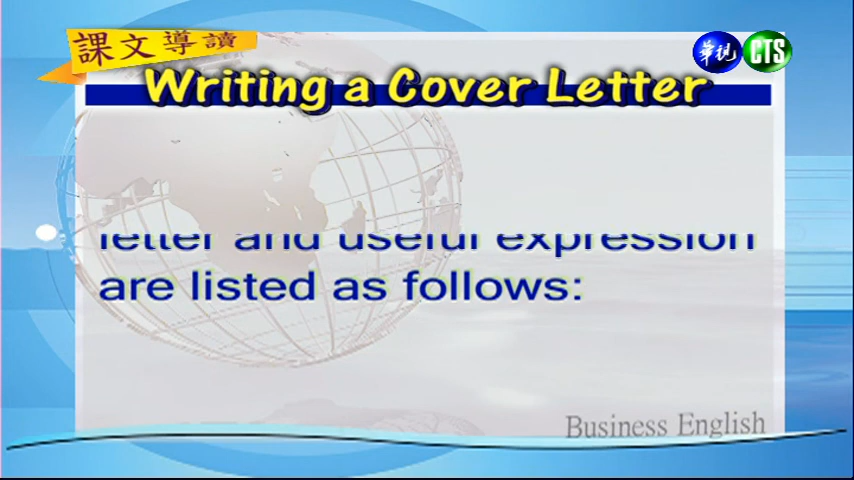 課文導讀
華視 CTS
Writing a Cover Letter
letter and useful expression
are listed as follows:
Business English